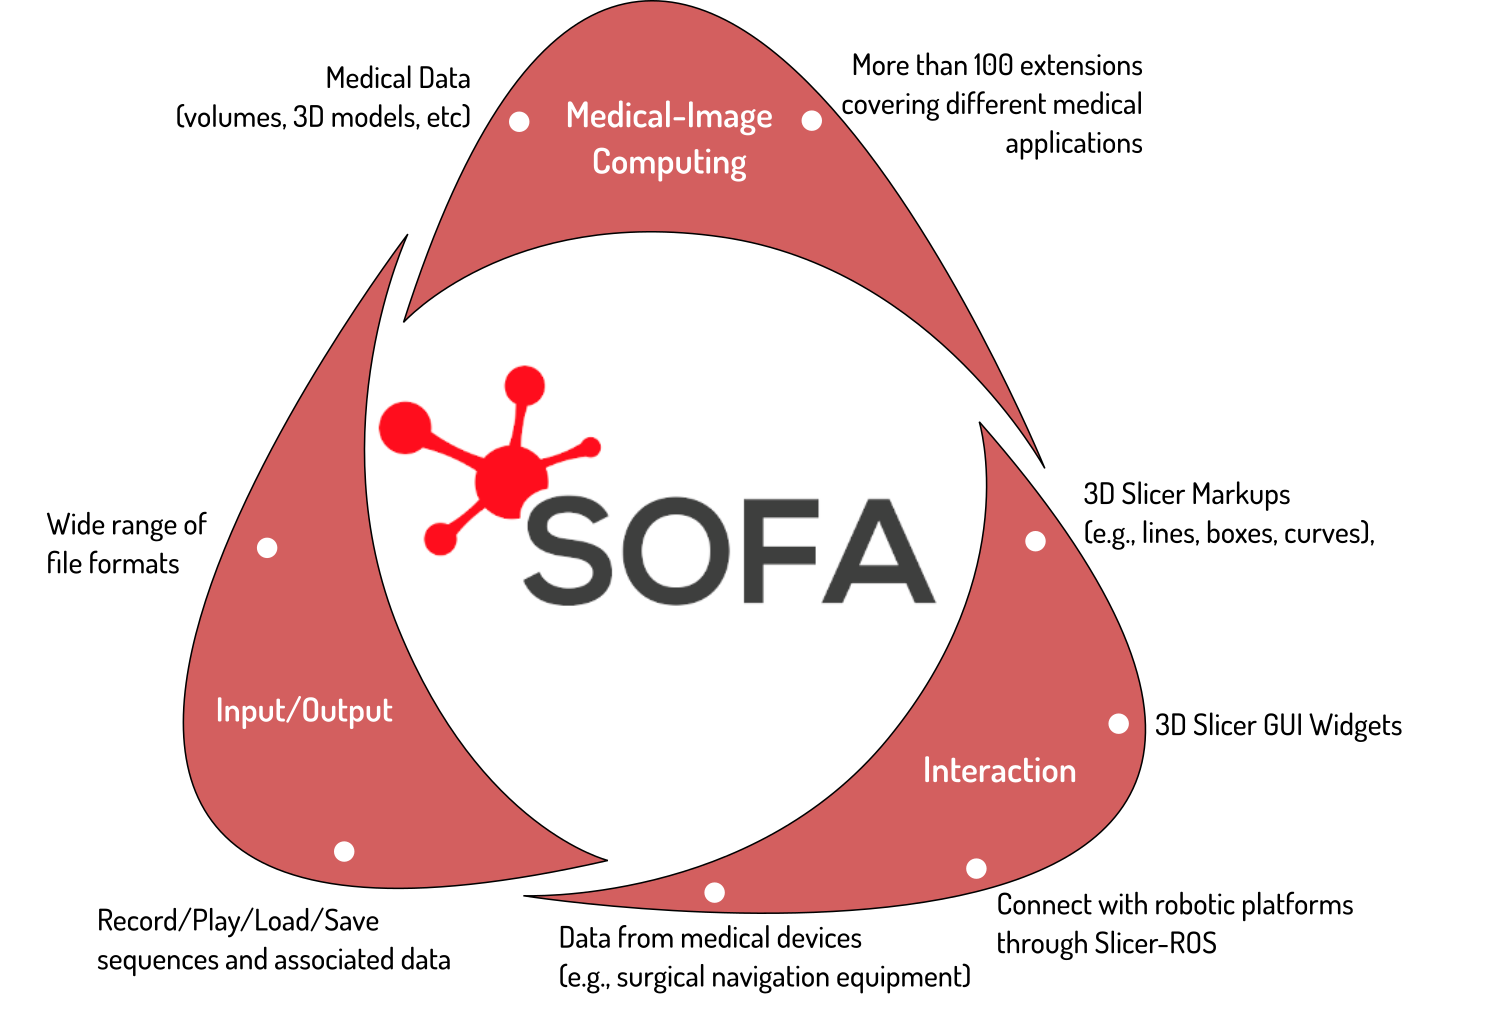 Medical Data
(volumes, 3D models, etc)
Medical-Image
Computing
More than 100 extensions
covering different medical
applications
SOFA
Wide range of
file formats
Input/Output
Record/Play/Load/Save
sequences and associated data
3D Slicer Markups
(e.g., lines, boxes, curves),
3D Slicer GUI Widgets
Interaction
Connect with robotic platforms
through Slicer-ROS
Data from medical devices
(e.g., surgical navigation equipment)